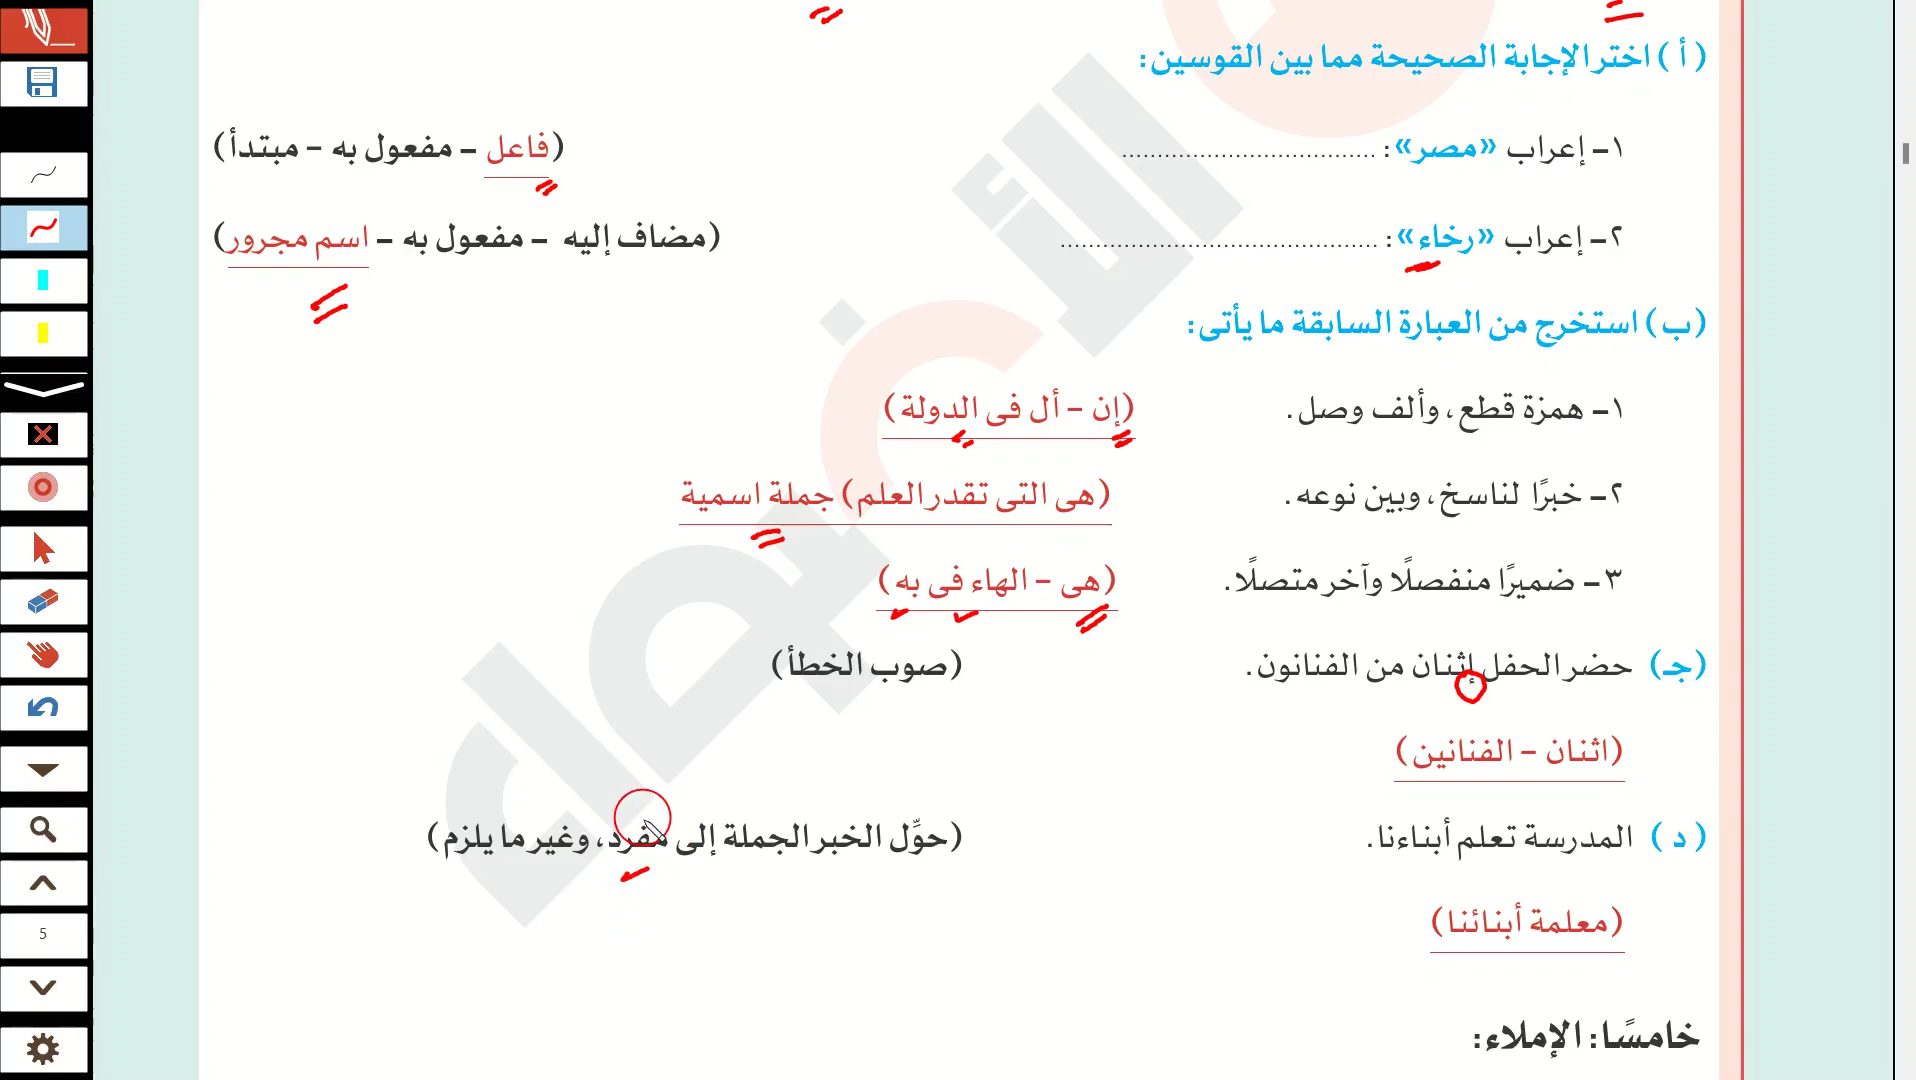 (أ) اختر الإجابة الصحيحة مما بين القوسين:
١- إعراب «مصر»: .................................... (فاعل - مفعول به - مبتدأ)
٢- إعراب «رخاء»: ............................................. (مضاف إليه - مفعول به - اسم مجرور)
(ب) استخرج من العبارة السابقة ما يأتى:
١- همزة قطع، وألف وصل. (إن - أل فى الدولة)
٢- خبرًا لناسخ، وبين نوعه. (هى التى تقدر العلم) جملة اسمية
٣- ضميرًا منفصلًا وآخر متصلًا. (هى - الهاء فى به)
(جـ) حضر الحفل إثنان من الفنانون. (صوب الخطأ)
(اثنان - الفنانين)
(د) المدرسة تعلم أبناءنا. (حوِّل الخبر الجملة إلى مفرد، وغير ما يلزم)
(معلمة أبنائنا)
خامسًا: الإملاء:
5